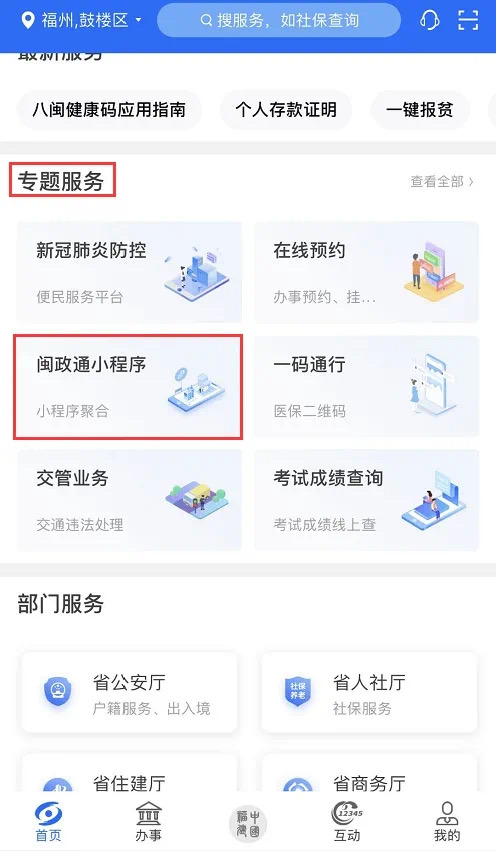 福州,鼓楼区
搜服务，如社保查询
最新服务
八闽健康码应用指南
个人存款证明
一键报贫
专题服务
查看全部
新冠肺炎防控
便民服务平台
在线预约
办事预约、挂...
闽政通小程序
小程序聚合
一码通行
医保二维码
交管业务
交通违法处理
考试成绩查询
考试成绩线上查
部门服务
省公安厅
户籍服务、出入境
社保
养老
省人社厅
社保服务
省住建厅
省商务厅
首页
办事
中国
福建
12345
互动
我的